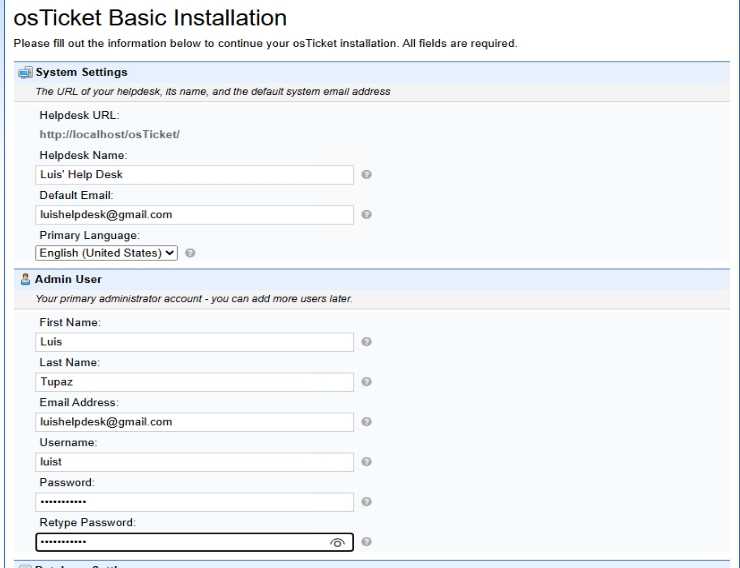 osTicket Basic Installation
Please fill out the information below to continue your osTicket installation. All fields are required.
System Settings
The URL of your helpdesk, its name, and the default system email address
Helpdesk URL:
http://localhost/osTicket/
Helpdesk Name:
Luis' Help Desk
Default Email:
luishelpdesk@gmail.com
Primary Language:
English (United States)
Admin User
Your primary administrator account - you can add more users later.
First Name:
Luis
Last Name:
Tupaz
Email Address:
luishelpdesk@gmail.com
Username:
luist
Password:
•••••••••••
Retype Password:
•••••••••••